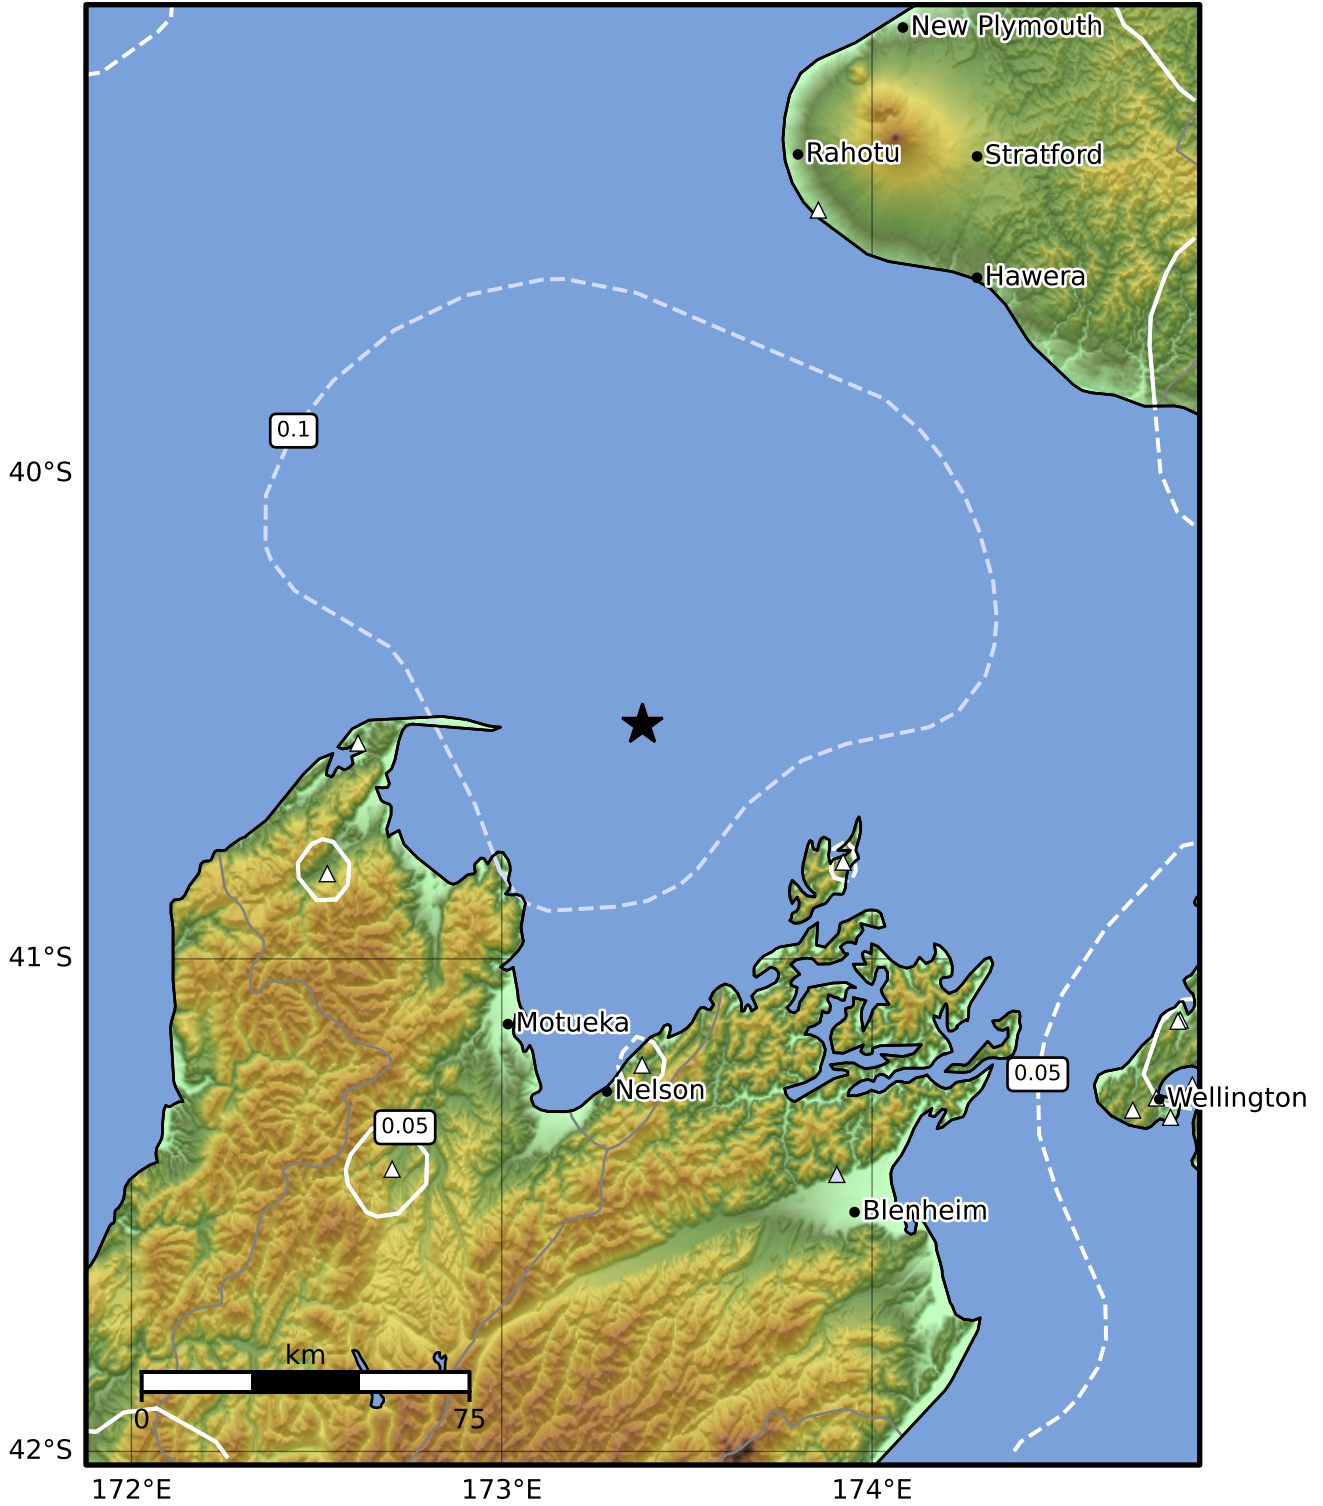 New Plymouth
Rahotu
Stratford
Hawera
0.1
40°S
41°S
Motueka
0.05
Nelson
Wellington
0.05
Blenheim
km
0 75
42°S
172°E 173°E 174°E